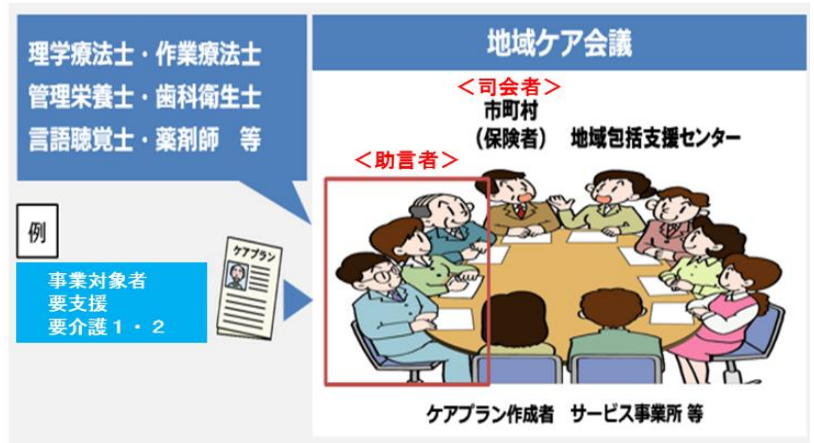 理学療法士・作業療法士
管理栄養士・歯科衛生士
言語聴覚士・薬剤師　等
地域ケア会議
＜司会者＞
市町村
（保険者）　地域包括支援センター
＜助言者＞
例
ケアプラン
事業対象者
要支援
要介護１・２
ケアプラン作成者　サービス事業所 等